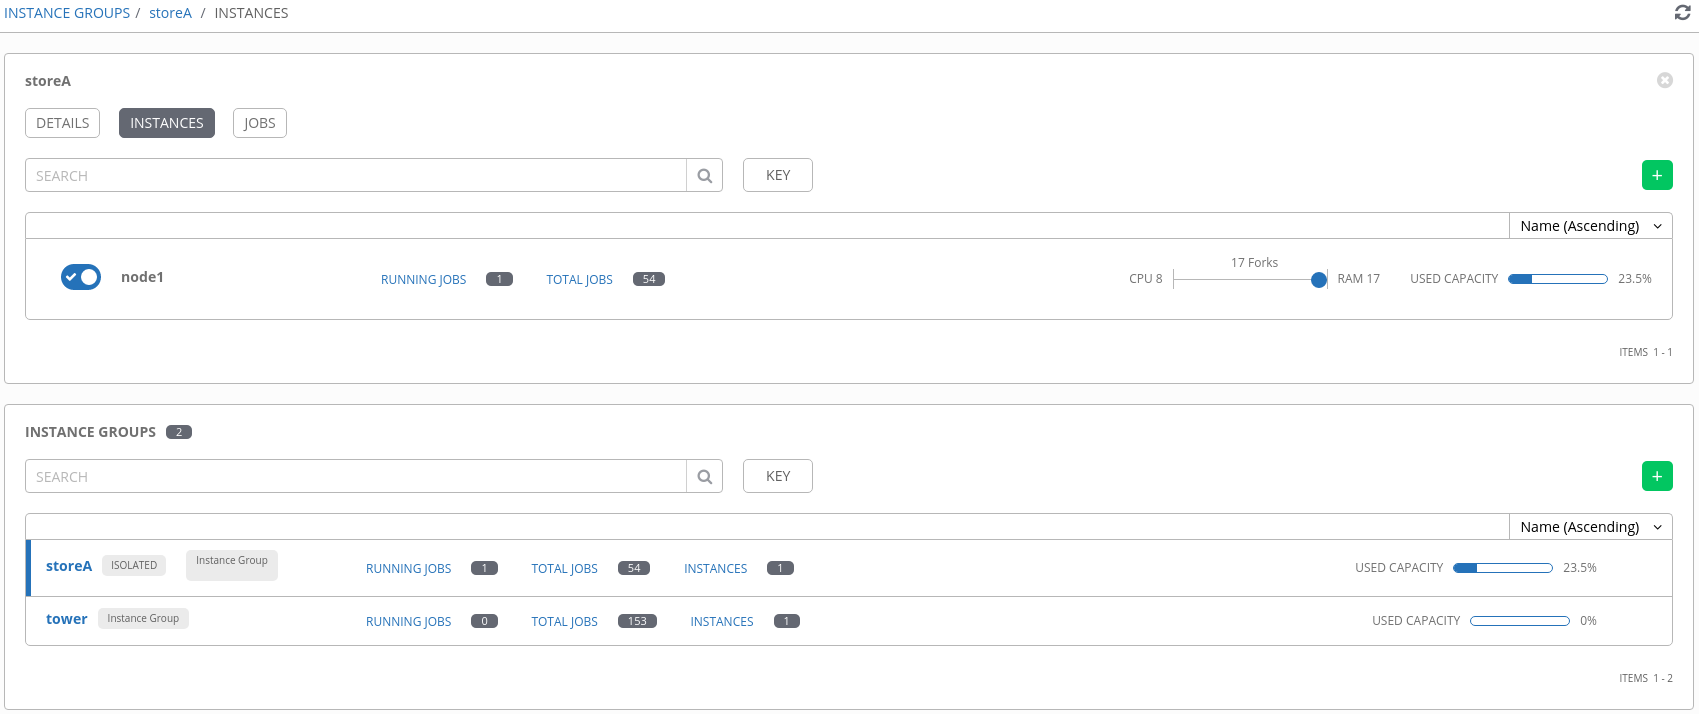 INSTANCE GROUPS / storeA / INSTANCES
storeA
DETAILS INSTANCES JOBS
SEARCH KEY +
Name (Ascending)
node1 RUNNING JOBS 1 TOTAL JOBS 54 CPU 8 17 Forks RAM 17 USED CAPACITY 23.5%
ITEMS 1 - 1
INSTANCE GROUPS 2
SEARCH KEY +
Name (Ascending)
storeA ISOLATED Instance Group RUNNING JOBS 1 TOTAL JOBS 54 INSTANCES 1 USED CAPACITY 23.5%
tower Instance Group RUNNING JOBS 0 TOTAL JOBS 153 INSTANCES 1 USED CAPACITY 0%
ITEMS 1 - 2